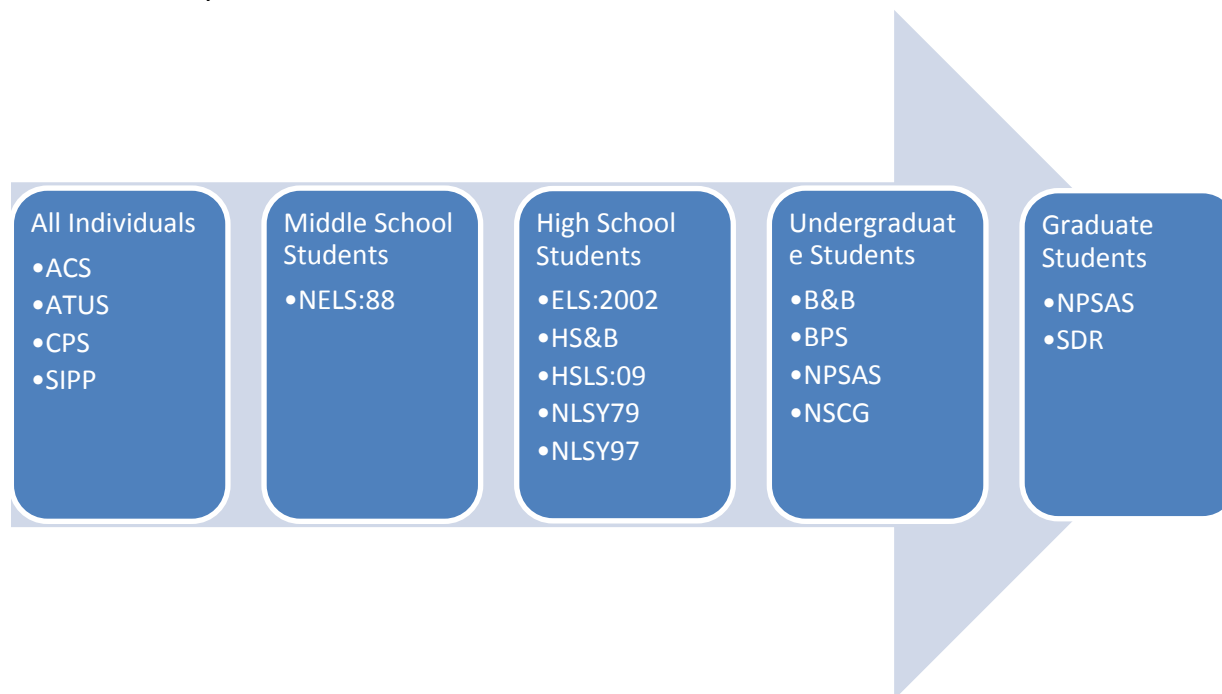 All Individuals
•ACS
•ATUS
•CPS
•SIPP
Middle School
Students
•NELS:88
High School
Students
•ELS:2002
•HS&B
•HSLS:09
•NLSY79
•NLSY97
Undergraduat
e Students
•B&B
•BPS
•NPSAS
•NSCG
Graduate
Students
•NPSAS
•SDR